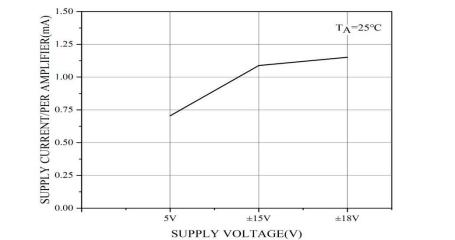 1.50
1.25
1.00
0.75
0.50
0.25
0.00
SUPPLY CURRENT/PER AMPLIFIER(mA)
TA=25°C
5V ±15V ±18V
SUPPLY VOLTAGE(V)